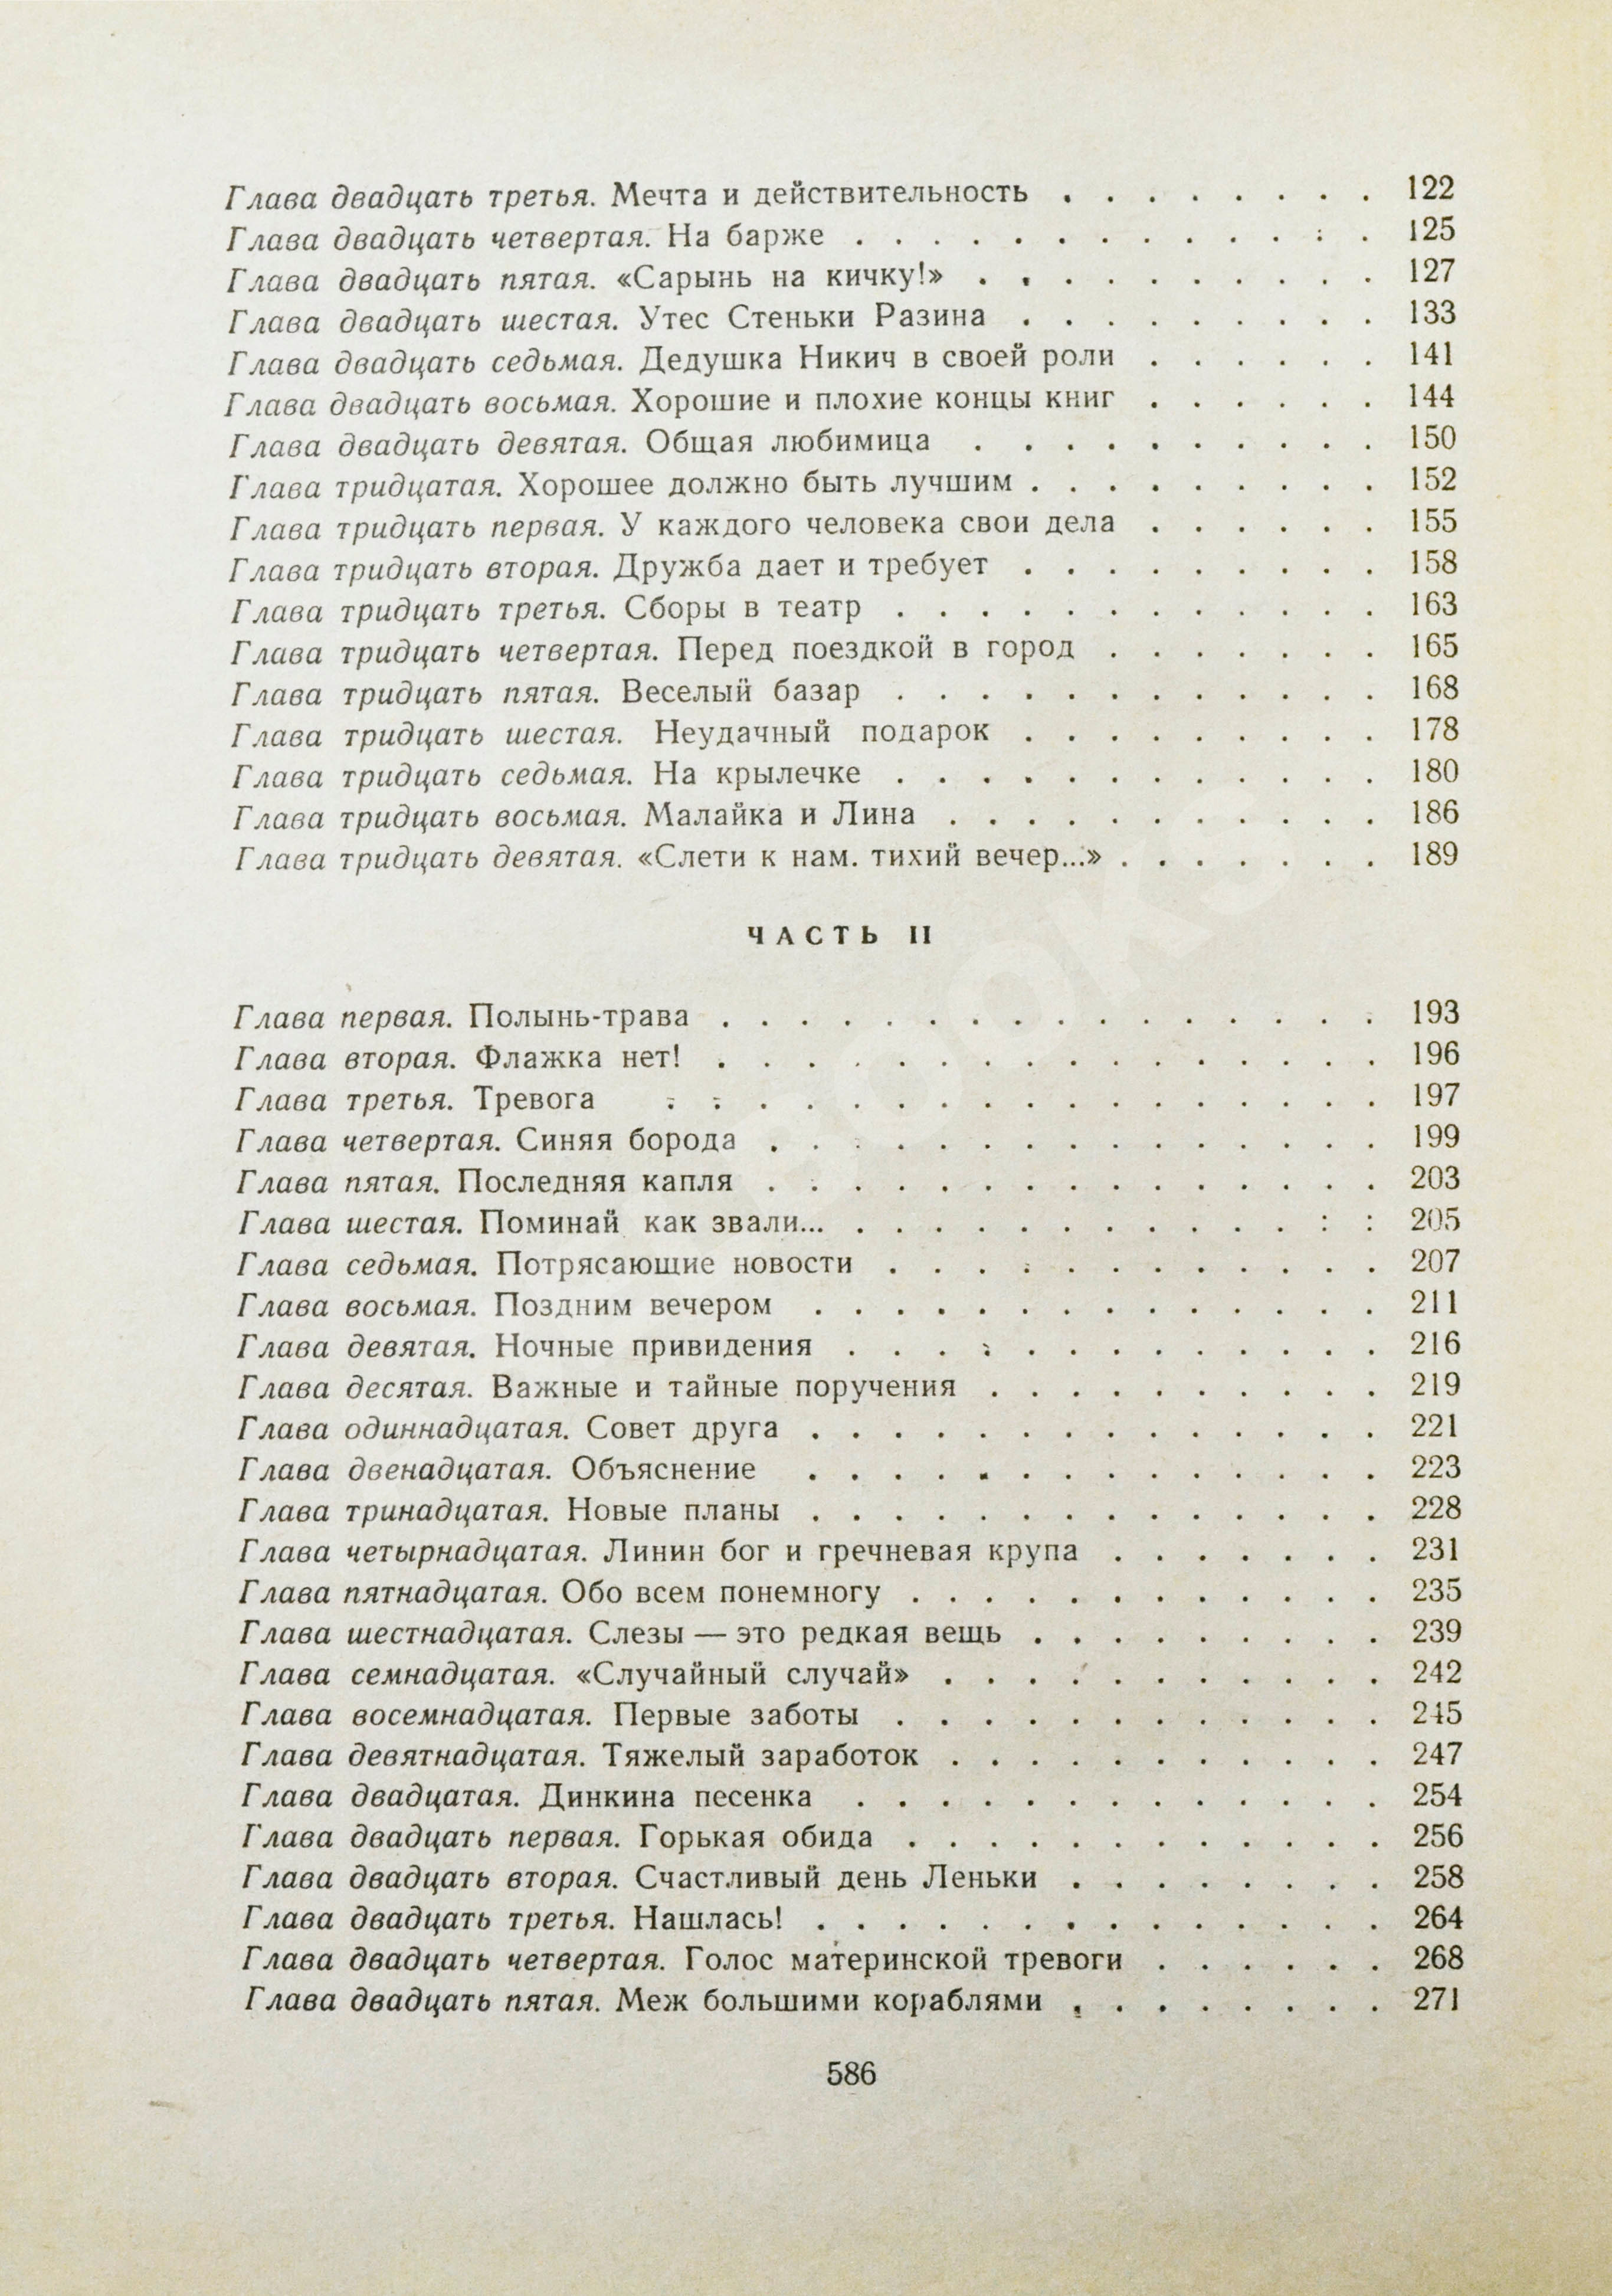 Глава двадцать третья. Мечта и действительность . . . . . . . . 122
Глава двадцать четвертая. На барже . . . . . . . . . . . . . 125
Глава двадцать пятая. «Сарынь на кичку!» . . . . . . . . . . 127
Глава двадцать шестая. Утес Стеньки Разина . . . . . . . . . 133
Глава двадцать седьмая. Дедушка Никич в своей роли . . . . . . 141
Глава двадцать восьмая. Хорошие и плохие концы книг . . . . . . 144
Глава двадцать девятая. Общая любимица . . . . . . . . . . 150
Глава тридцатая. Хорошее должно быть лучшим . . . . . . . . . 152
Глава тридцать первая. У каждого человека свои дела . . . . . . 155
Глава тридцать вторая. Дружба дает и требует . . . . . . . . . 158
Глава тридцать третья. Сборы в театр . . . . . . . . . . . . 163
Глава тридцать четвертая. Перед поездкой в город . . . . . . . 165
Глава тридцать пятая. Веселый базар . . . . . . . . . . . . 168
Глава тридцать шестая. Неудачный подарок . . . . . . . . . 178
Глава тридцать седьмая. На крылечке . . . . . . . . . . . . 180
Глава тридцать восьмая. Малайка и Лина . . . . . . . . . . . 186
Глава тридцать девятая. «Слети к нам. тихий вечер...» . . . . . . . 189
ЧАСТЬ II
Глава первая. Полынь-трава . . . . . . . . . . . . . . . . 193
Глава вторая. Флажка нет! . . . . . . . . . . . . . . . . 196
Глава третья. Тревога . . . . . . . . . . . . . . . . . 197
Глава четвертая. Синяя борода . . . . . . . . . . . . . . . 199
Глава пятая. Последняя капля . . . . . . . . . . . . . . . 203
Глава шестая. Поминай как звали... . . . . . . . . . . . . . 205
Глава седьмая. Потрясающие новости . . . . . . . . . . . . 207
Глава восьмая. Поздним вечером . . . . . . . . . . . . . . 211
Глава девятая. Ночные привидения . . . . . . . . . . . . . 216
Глава десятая. Важные и тайные поручения . . . . . . . . . . 219
Глава одиннадцатая. Совет друга . . . . . . . . . . . . . . 221
Глава двенадцатая. Объяснение . . . . . . . . . . . . . . 223
Глава тринадцатая. Новые планы . . . . . . . . . . . . . . 228
Глава четырнадцатая. Линин бог и гречневая крупа . . . . . . . 231
Глава пятнадцатая. Обо всем понемногу . . . . . . . . . . . . 235
Глава шестнадцатая. Слезы — это редкая вещь . . . . . . . . . 239
Глава семнадцатая. «Случайный случай» . . . . . . . . . . . 242
Глава восемнадцатая. Первые заботы . . . . . . . . . . . . 245
Глава девятнадцатая. Тяжелый заработок . . . . . . . . . . . 247
Глава двадцатая. Динкина песенка . . . . . . . . . . . . . 254
Глава двадцать первая. Горькая обида . . . . . . . . . . . . 256
Глава двадцать вторая. Счастливый день Леньки . . . . . . . . 258
Глава двадцать третья. Нашлась! . . . . . . . . . . . . . . 264
Глава двадцать четвертая. Голос материнской тревоги . . . . . . 268
Глава двадцать пятая. Меж большими кораблями . . . . . . . . 271
586